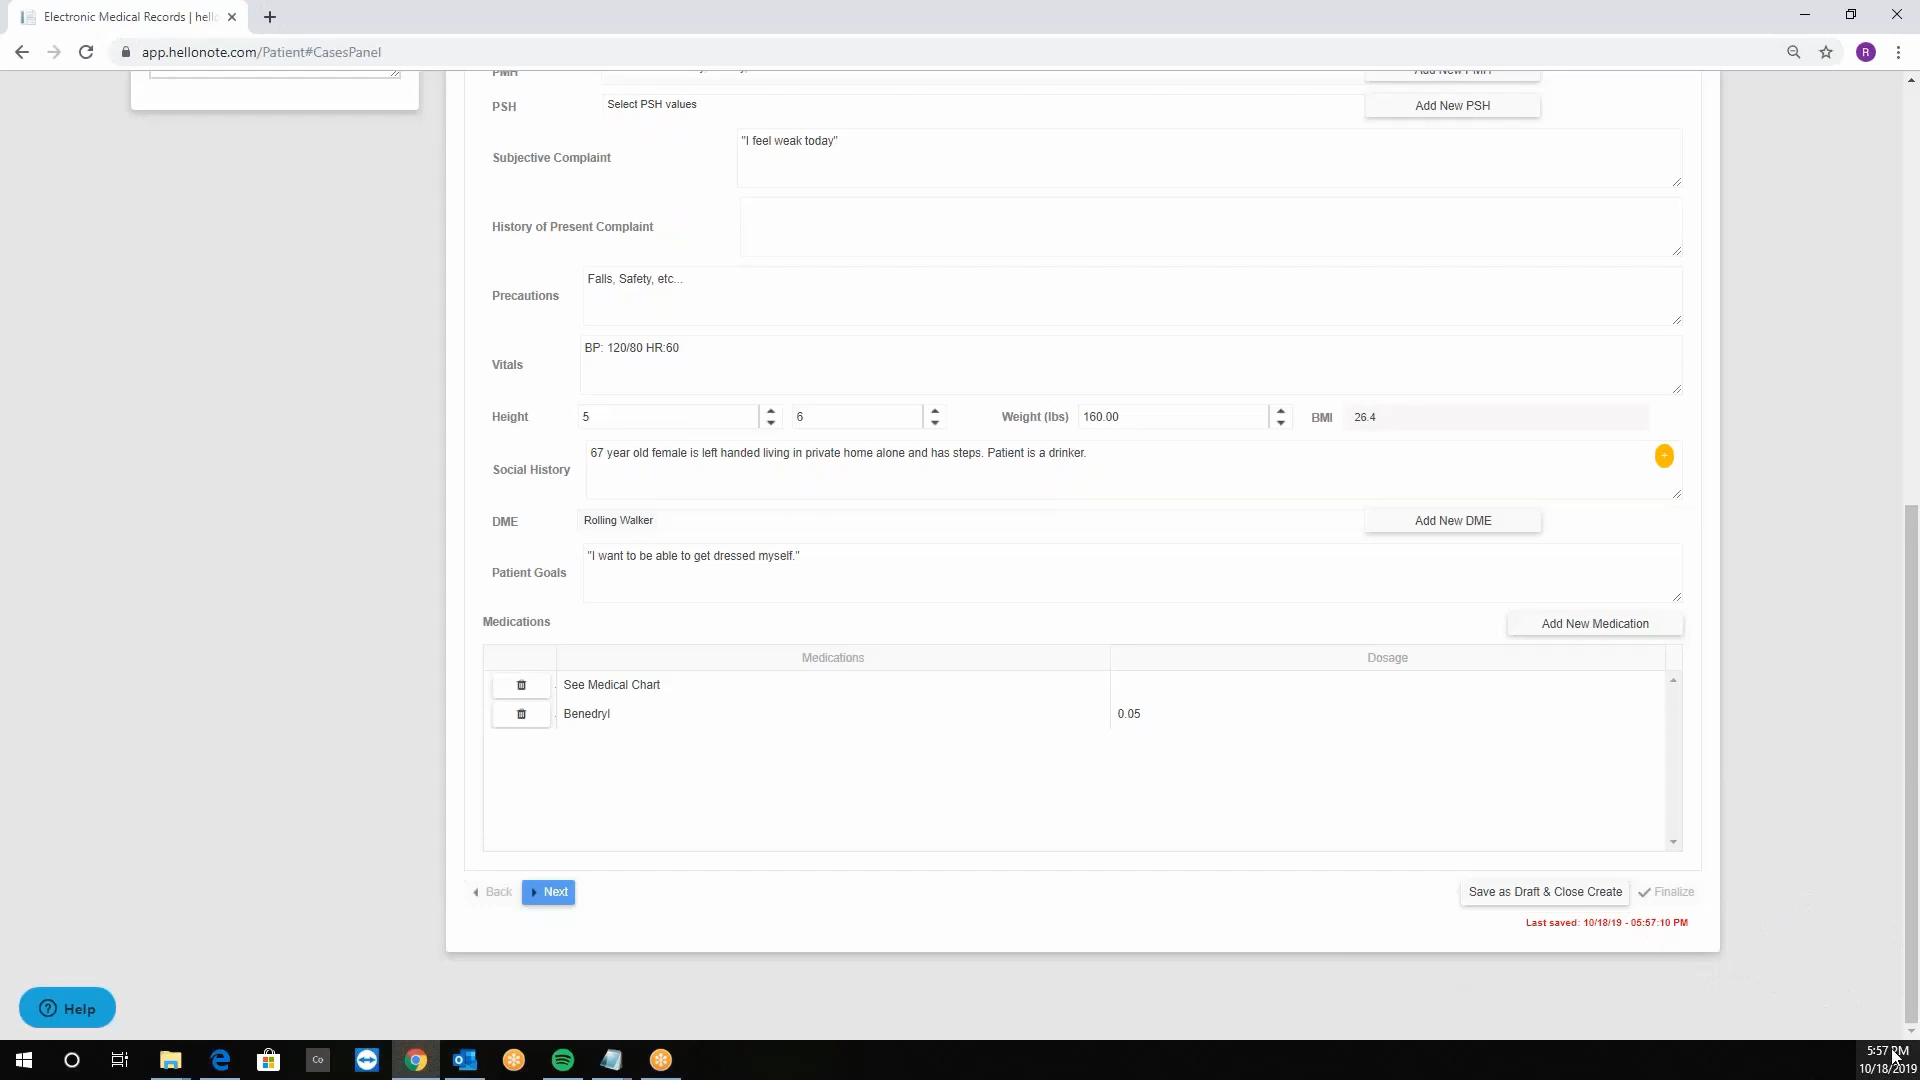 Electronic Medical Records | hell
app.hellonote.com/Patient#CasesPanel
R
PMH
Add New PMH
PSH
Select PSH values
Add New PSH
Subjective Complaint
"I feel weak today"
History of Present Complaint
Precautions
Falls, Safety, etc...
Vitals
BP: 120/80 HR:60
Height
5
6
Weight (lbs)
160.00
BMI
26.4
Social History
67 year old female is left handed living in private home alone and has steps. Patient is a drinker.
DME
Rolling Walker
Add New DME
Patient Goals
"I want to be able to get dressed myself."
Medications
Add New Medication
Medications
Dosage
See Medical Chart
Benedryl
0.05
Back
Next
Save as Draft & Close Create
Finalize
Last saved: 10/18/19 - 05:57:10 PM
Help
Co
5:57 PM
10/18/2019